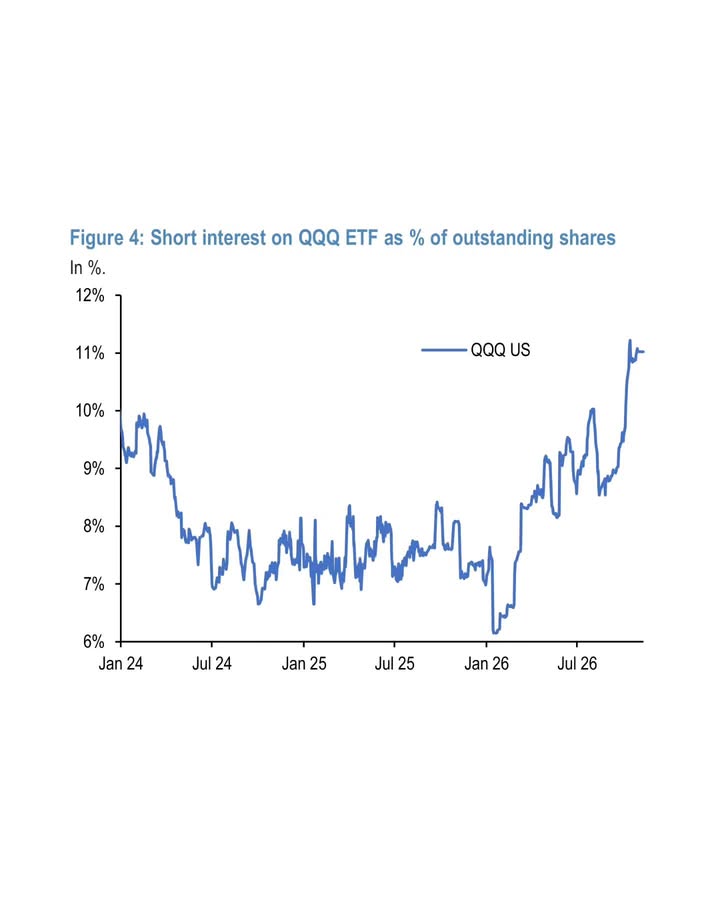 Figure 4: Short interest on QQQ ETF as % of outstanding shares
In %.
12%
11%
QQQ US
10%
9%
8%
7%
6%
Jan 24 Jul 24 Jan 25 Jul 25 Jan 26 Jul 26